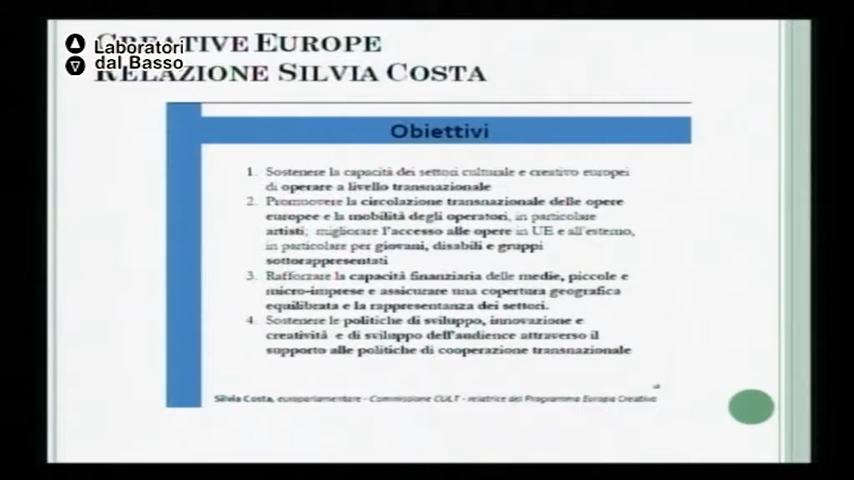 CREATIVE EUROPE
RELAZIONE SILVIA COSTA
Laboratori
dal Basso
Obiettivi
1. Sostenere la capacità dei settori culturale e creativo europei
di operare a livello transnazionale
2. Promuovere la circolazione transnazionale delle opere
europee e la mobilità degli operatori, in particolare
artisti; migliorare l'accesso alle opere in UE e all'esterno,
in particolare per giovani, disabili e gruppi
sottorappresentati
3. Rafforzare la capacità finanziaria delle medie, piccole e
micro-imprese e assicurare una copertura geografica
equilibrata e la rappresentanza dei settori.
4. Sostenere le politiche di sviluppo, innovazione e
creatività e di sviluppo dell'audience attraverso il
supporto alle politiche di cooperazione transnazionale
Silvia Costa, europarlamentare - Commissione CULT - relatrice del Programma Europa Creativa